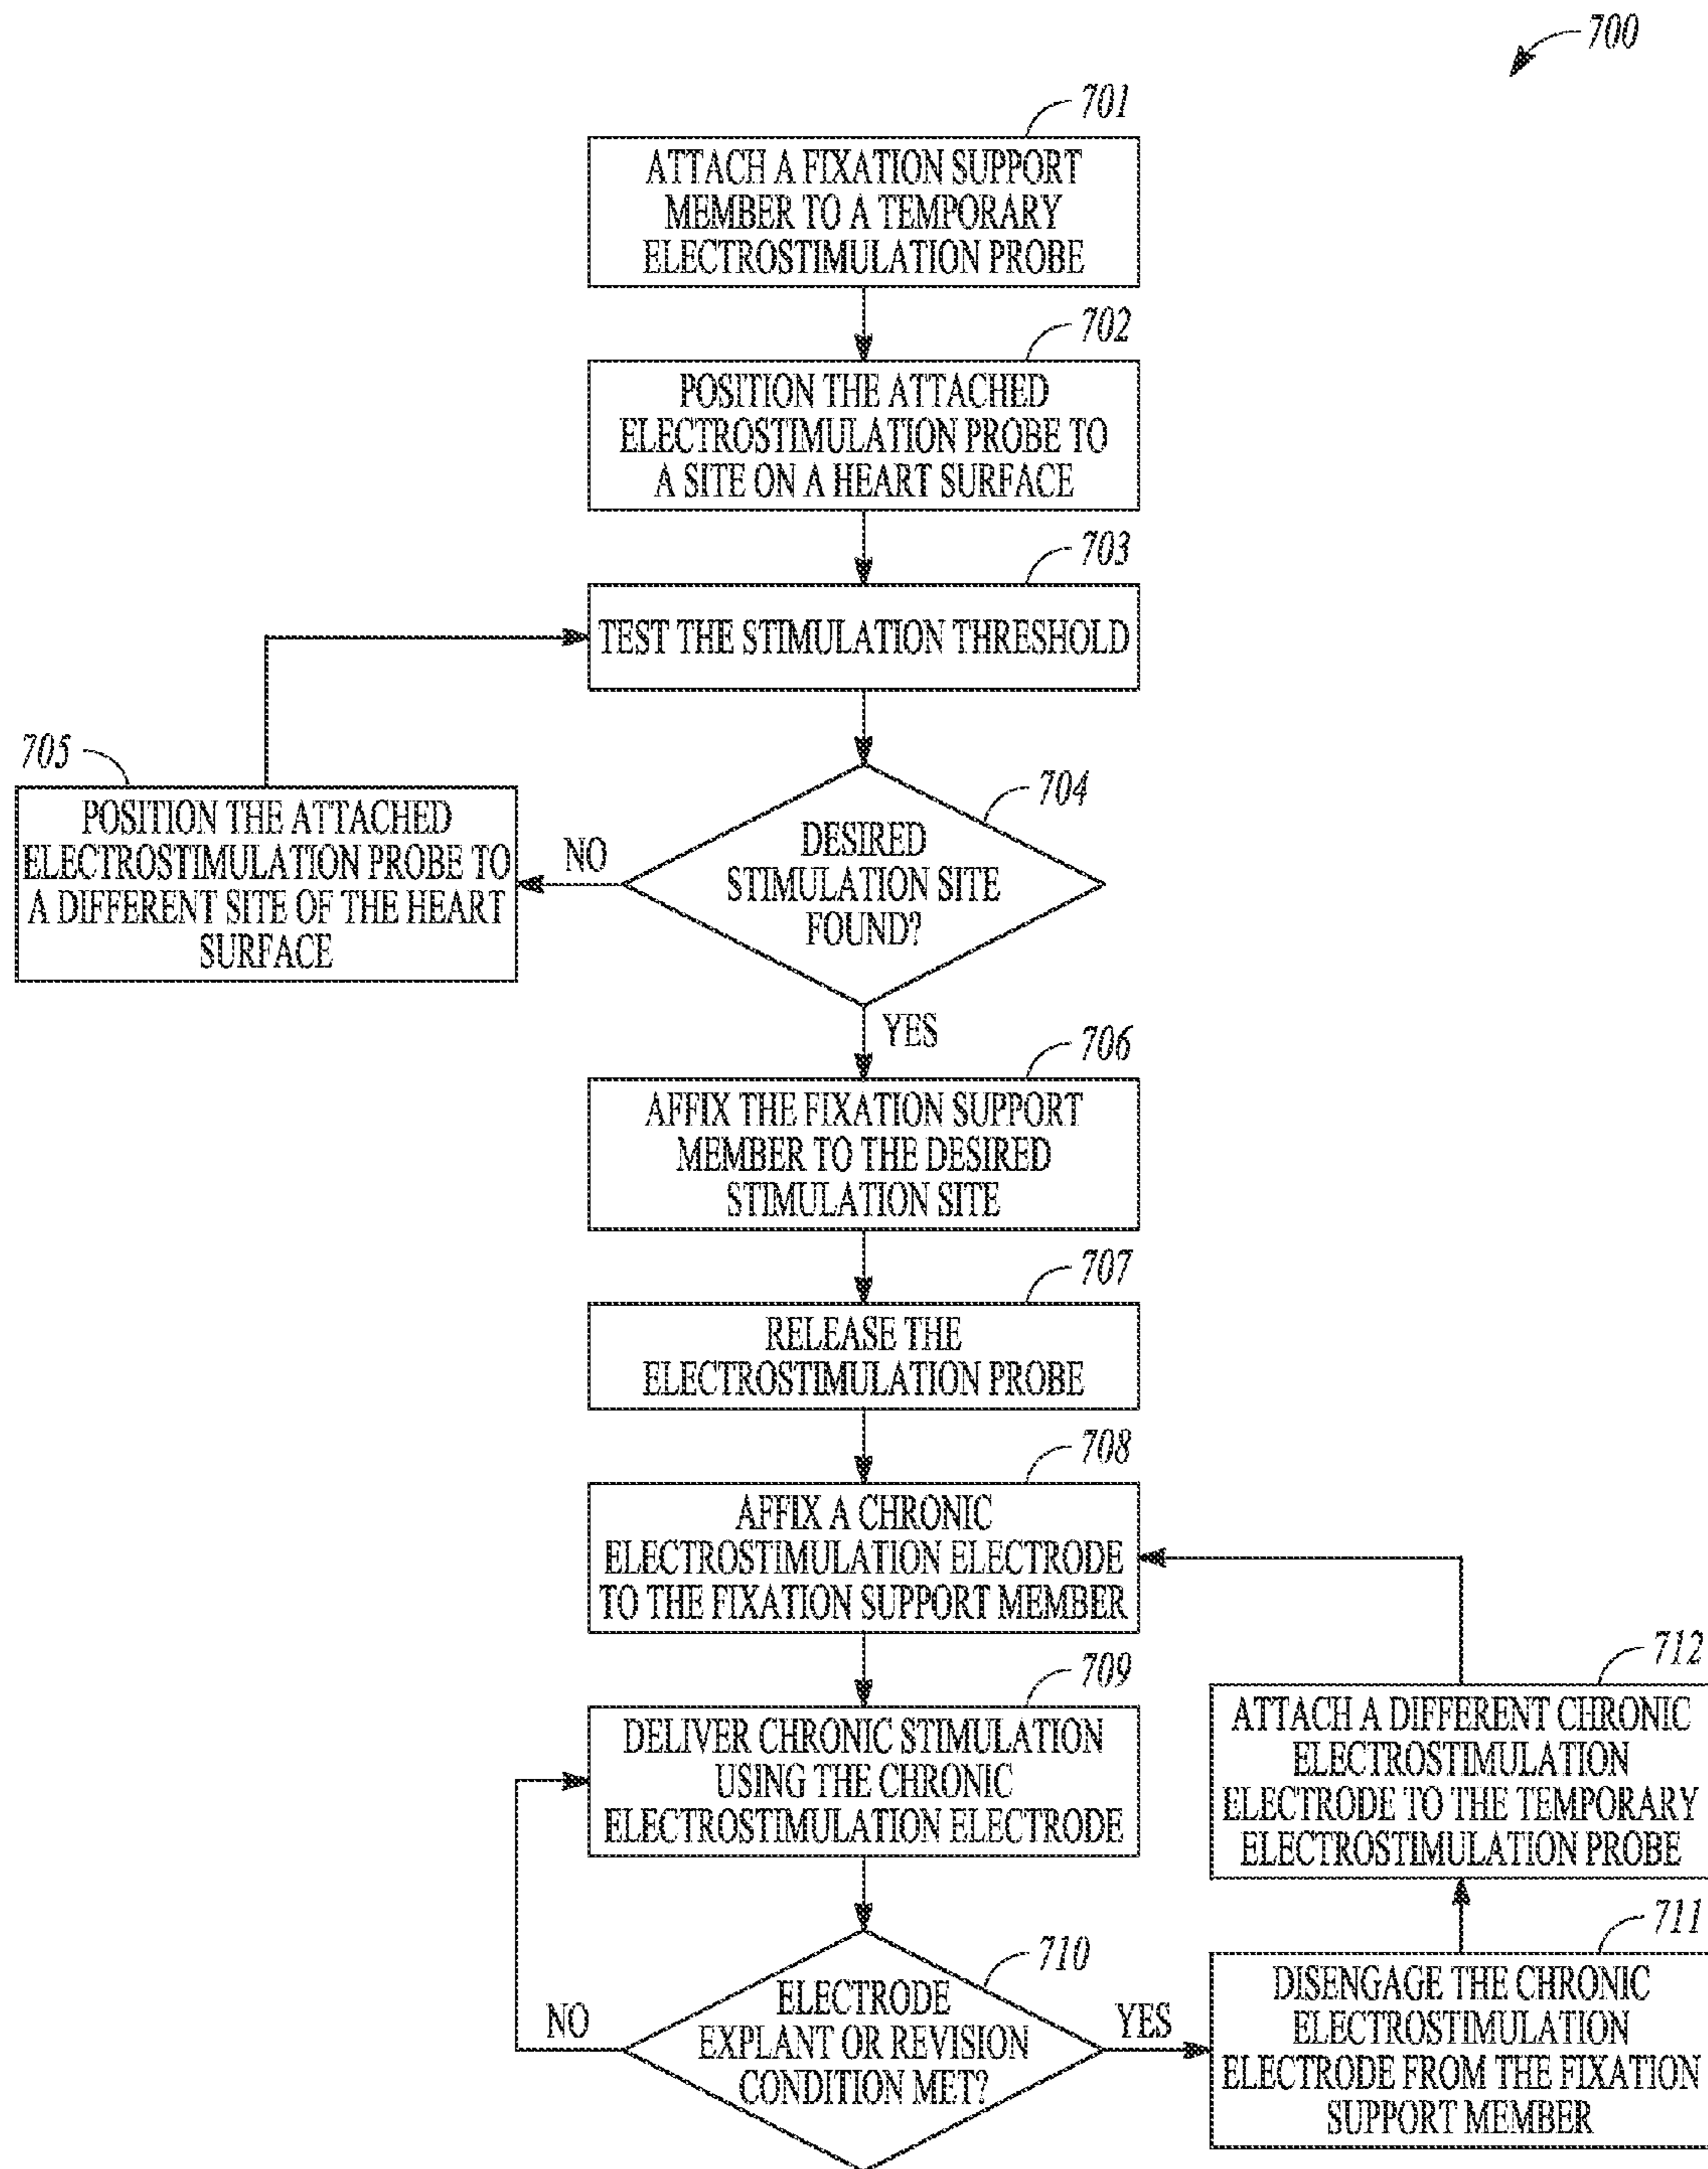 700
701
ATTACH A FIXATION SUPPORT
MEMBER TO A TEMPORARY
ELECTROSTIMULATION PROBE
702
POSITION THE ATTACHED
ELECTROSTIMULATION PROBE TO
A SITE ON A HEART SURFACE
703
TEST THE STIMULATION THRESHOLD
704
DESIRED
STIMULATION SITE
FOUND?
NO
705
POSITION THE ATTACHED
ELECTROSTIMULATION PROBE TO
A DIFFERENT SITE OF THE HEART
SURFACE
YES
706
AFFIX THE FIXATION SUPPORT
MEMBER TO THE DESIRED
STIMULATION SITE
707
RELEASE THE
ELECTROSTIMULATION PROBE
708
AFFIX A CHRONIC
ELECTROSTIMULATION ELECTRODE
TO THE FIXATION SUPPORT MEMBER
709
DELIVER CHRONIC STIMULATION
USING THE CHRONIC
ELECTROSTIMULATION ELECTRODE
710
ELECTRODE
EXPLANT OR REVISION
CONDITION MET?
NO
YES
711
DISENGAGE THE CHRONIC
ELECTROSTIMULATION
ELECTRODE FROM THE FIXATION
SUPPORT MEMBER
712
ATTACH A DIFFERENT CHRONIC
ELECTROSTIMULATION
ELECTRODE TO THE TEMPORARY
ELECTROSTIMULATION PROBE